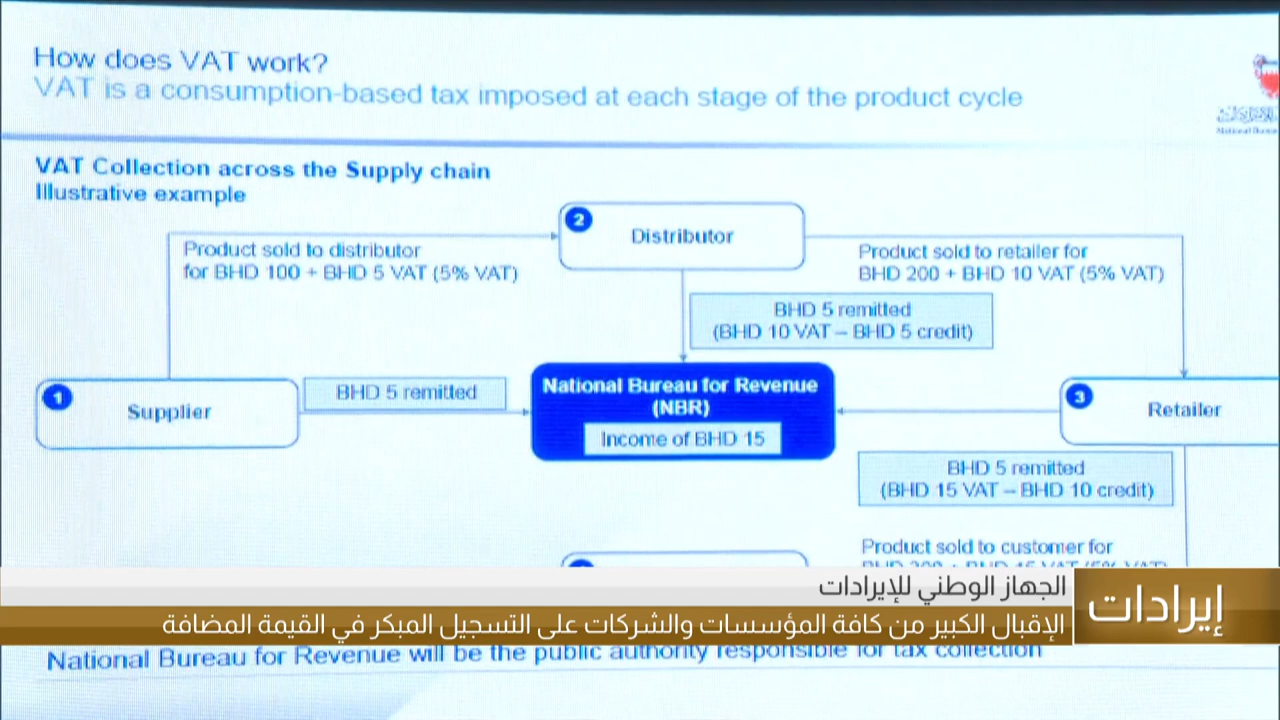 How does VAT work?
VAT is a consumption-based tax imposed at each stage of the product cycle
VAT Collection across the Supply chain
Illustrative example
2
Distributor
Product sold to distributor
for BHD 100 + BHD 5 VAT (5% VAT)
Product sold to retailer for
BHD 200 + BHD 10 VAT (5% VAT)
BHD 5 remitted
(BHD 10 VAT – BHD 5 credit)
1
Supplier
BHD 5 remitted
National Bureau for Revenue
(NBR)
Income of BHD 15
3
Retailer
BHD 5 remitted
(BHD 15 VAT – BHD 10 credit)
Product sold to customer for
إيرادات
الجهاز الوطني للإيرادات
الإقبال الكبير من كافة المؤسسات والشركات على التسجيل المبكر في القيمة المضافة
National Bureau for Revenue will be the public authority responsible for tax collection